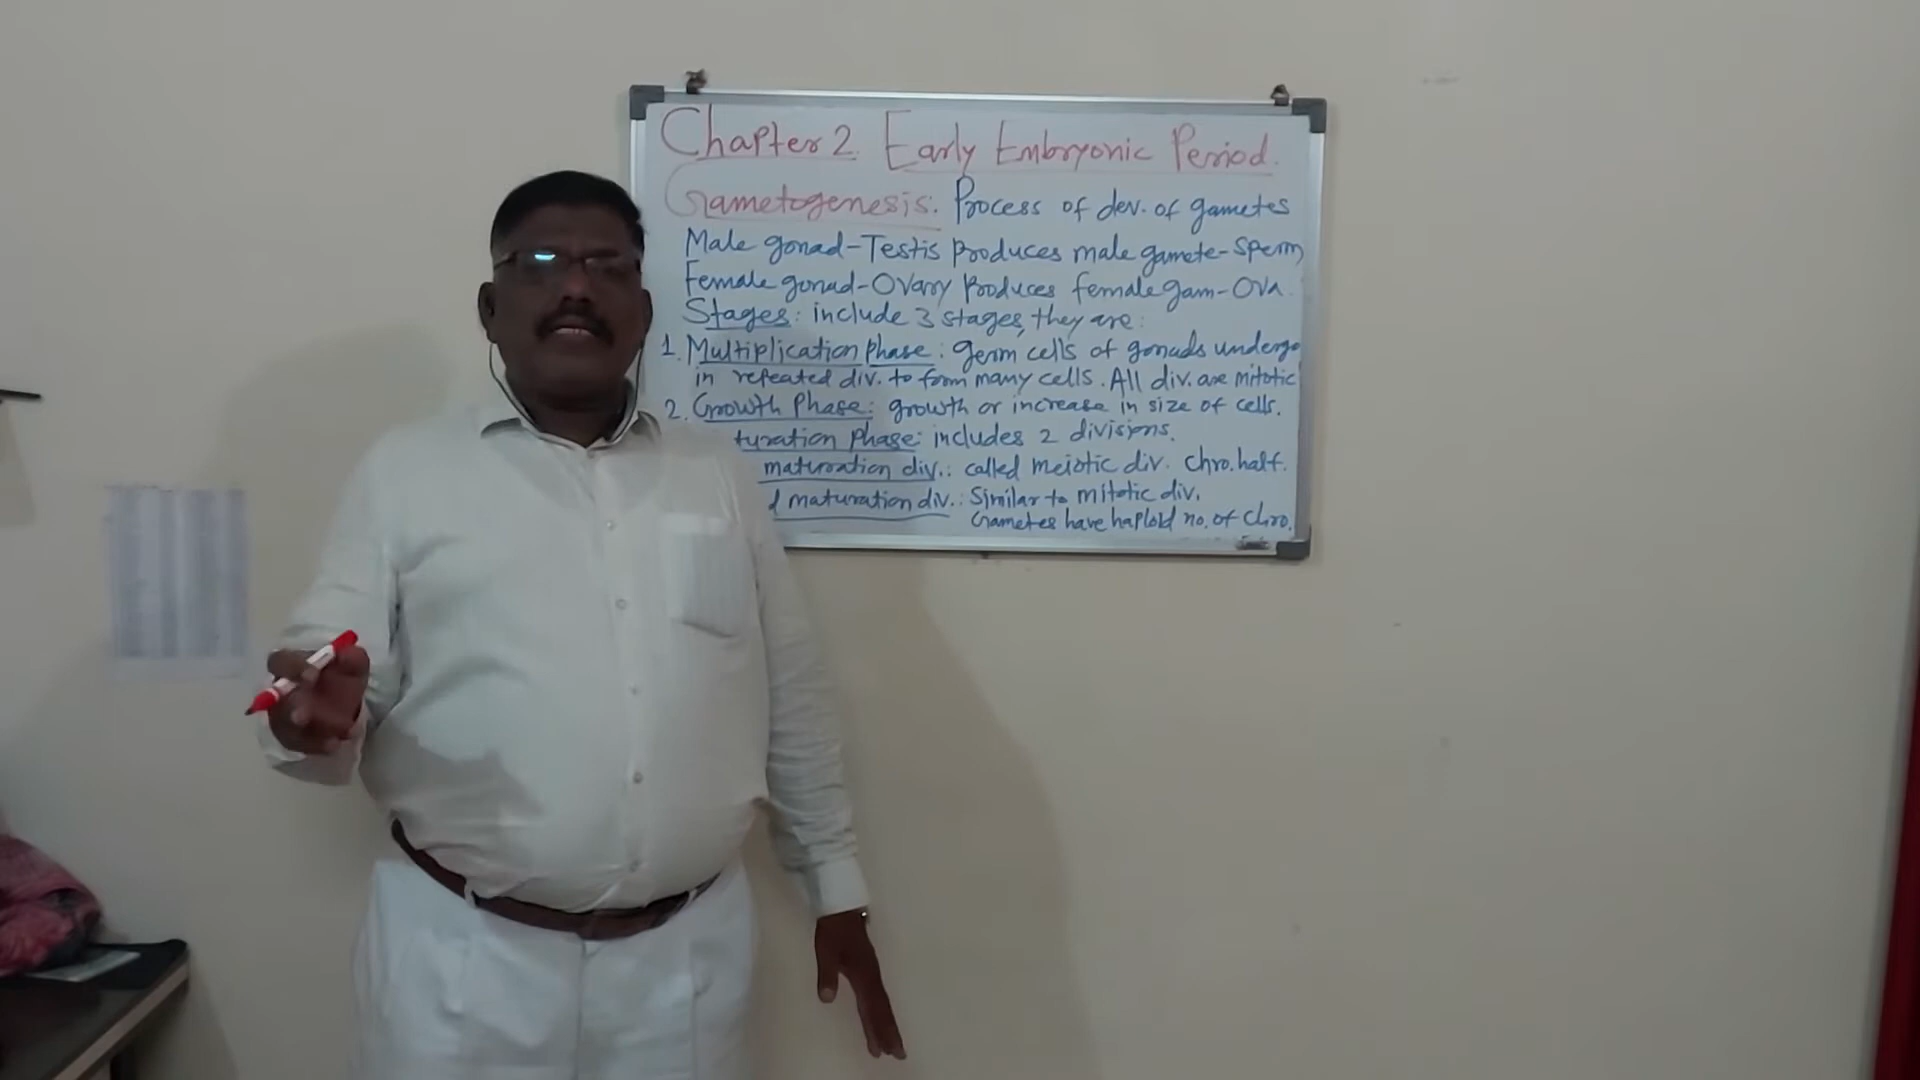 Chapter 2. Early Embryonic Period.
Gametogenesis: Process of dev. of gametes
Male gonad-Testis produces male gamete-sperm
Female gonad-Ovary Produces female gam-Ova.
Stages: include 3 stages, they are:
1. Multiplication phase: germ cells of gonads undergo
in repeated div. to form many cells. All div. are mitotic
2. Growth Phase: growth or increase in size of cells.
turation phase: includes 2 divisions.
maturation div.: called meiotic div. chro. half.
d maturation div.: Similar to mitotic div.
Gametes have haploid no. of Chro.